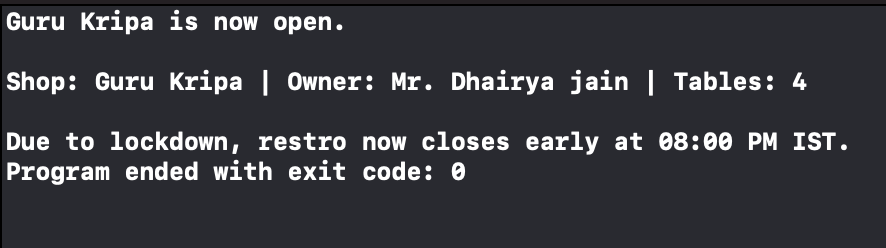 Guru Kripa is now open.
Shop: Guru Kripa | Owner: Mr. Dhairya jain | Tables: 4
Due to lockdown, restro now closes early at 08:00 PM IST.
Program ended with exit code: 0